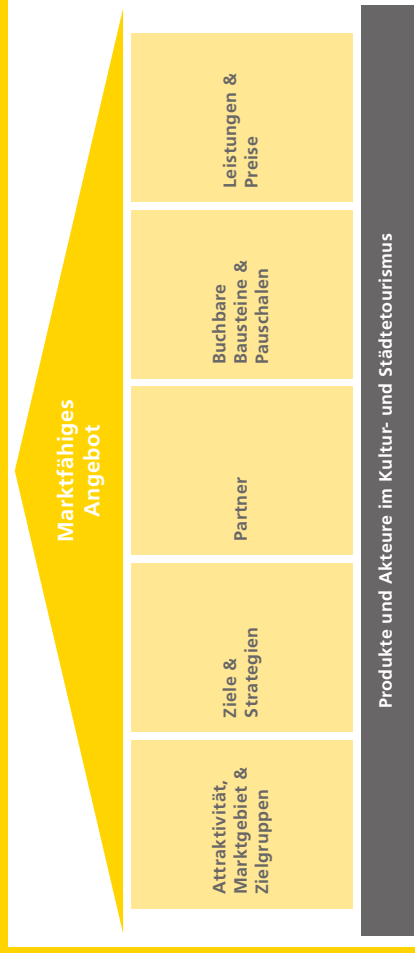 Marktfähiges
Angebot
Attraktivität,
Marktgebiet &
Zielgruppen
Ziele &
Strategien
Partner
Buchbare
Bausteine &
Pauschalen
Leistungen &
Preise
Produkte und Akteure im Kultur- und Städtetourismus